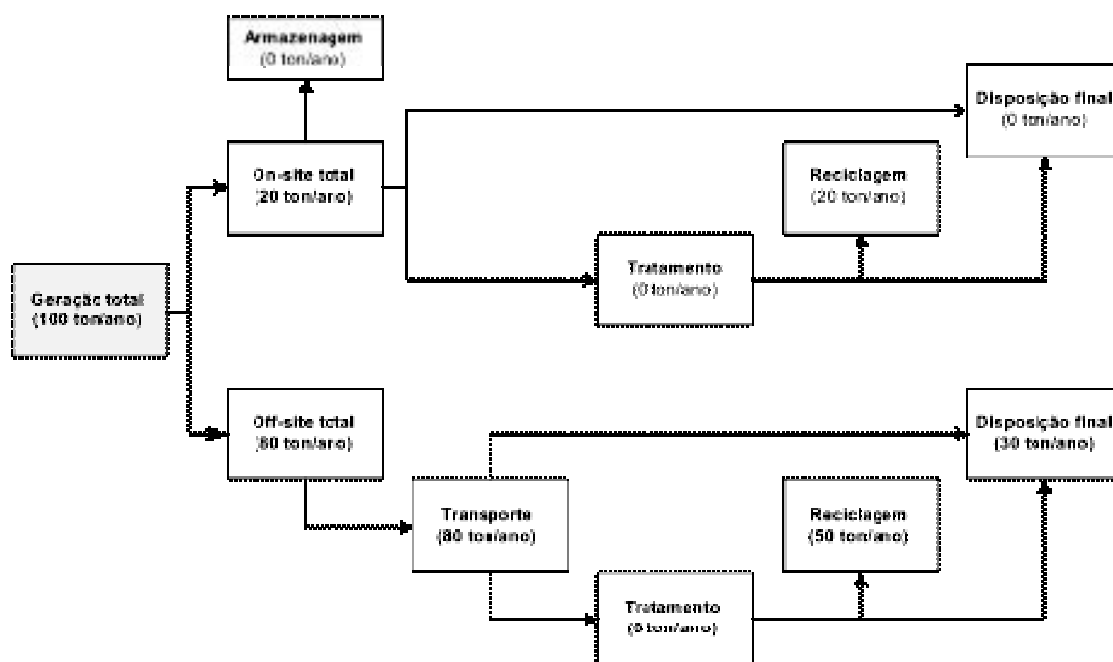 Armazenagem
(0 ton/ano)
Disposição final
(0 ton/ano)
On-site total
(20 ton/ano)
Reciclagem
(20 ton/ano)
Tratamento
(0 ton/ano)
Geração total
(100 ton/ano)
Off-site total
(80 ton/ano)
Disposição final
(30 ton/ano)
Transporte
(80 ton/ano)
Reciclagem
(50 ton/ano)
Tratamento
ton/ano)